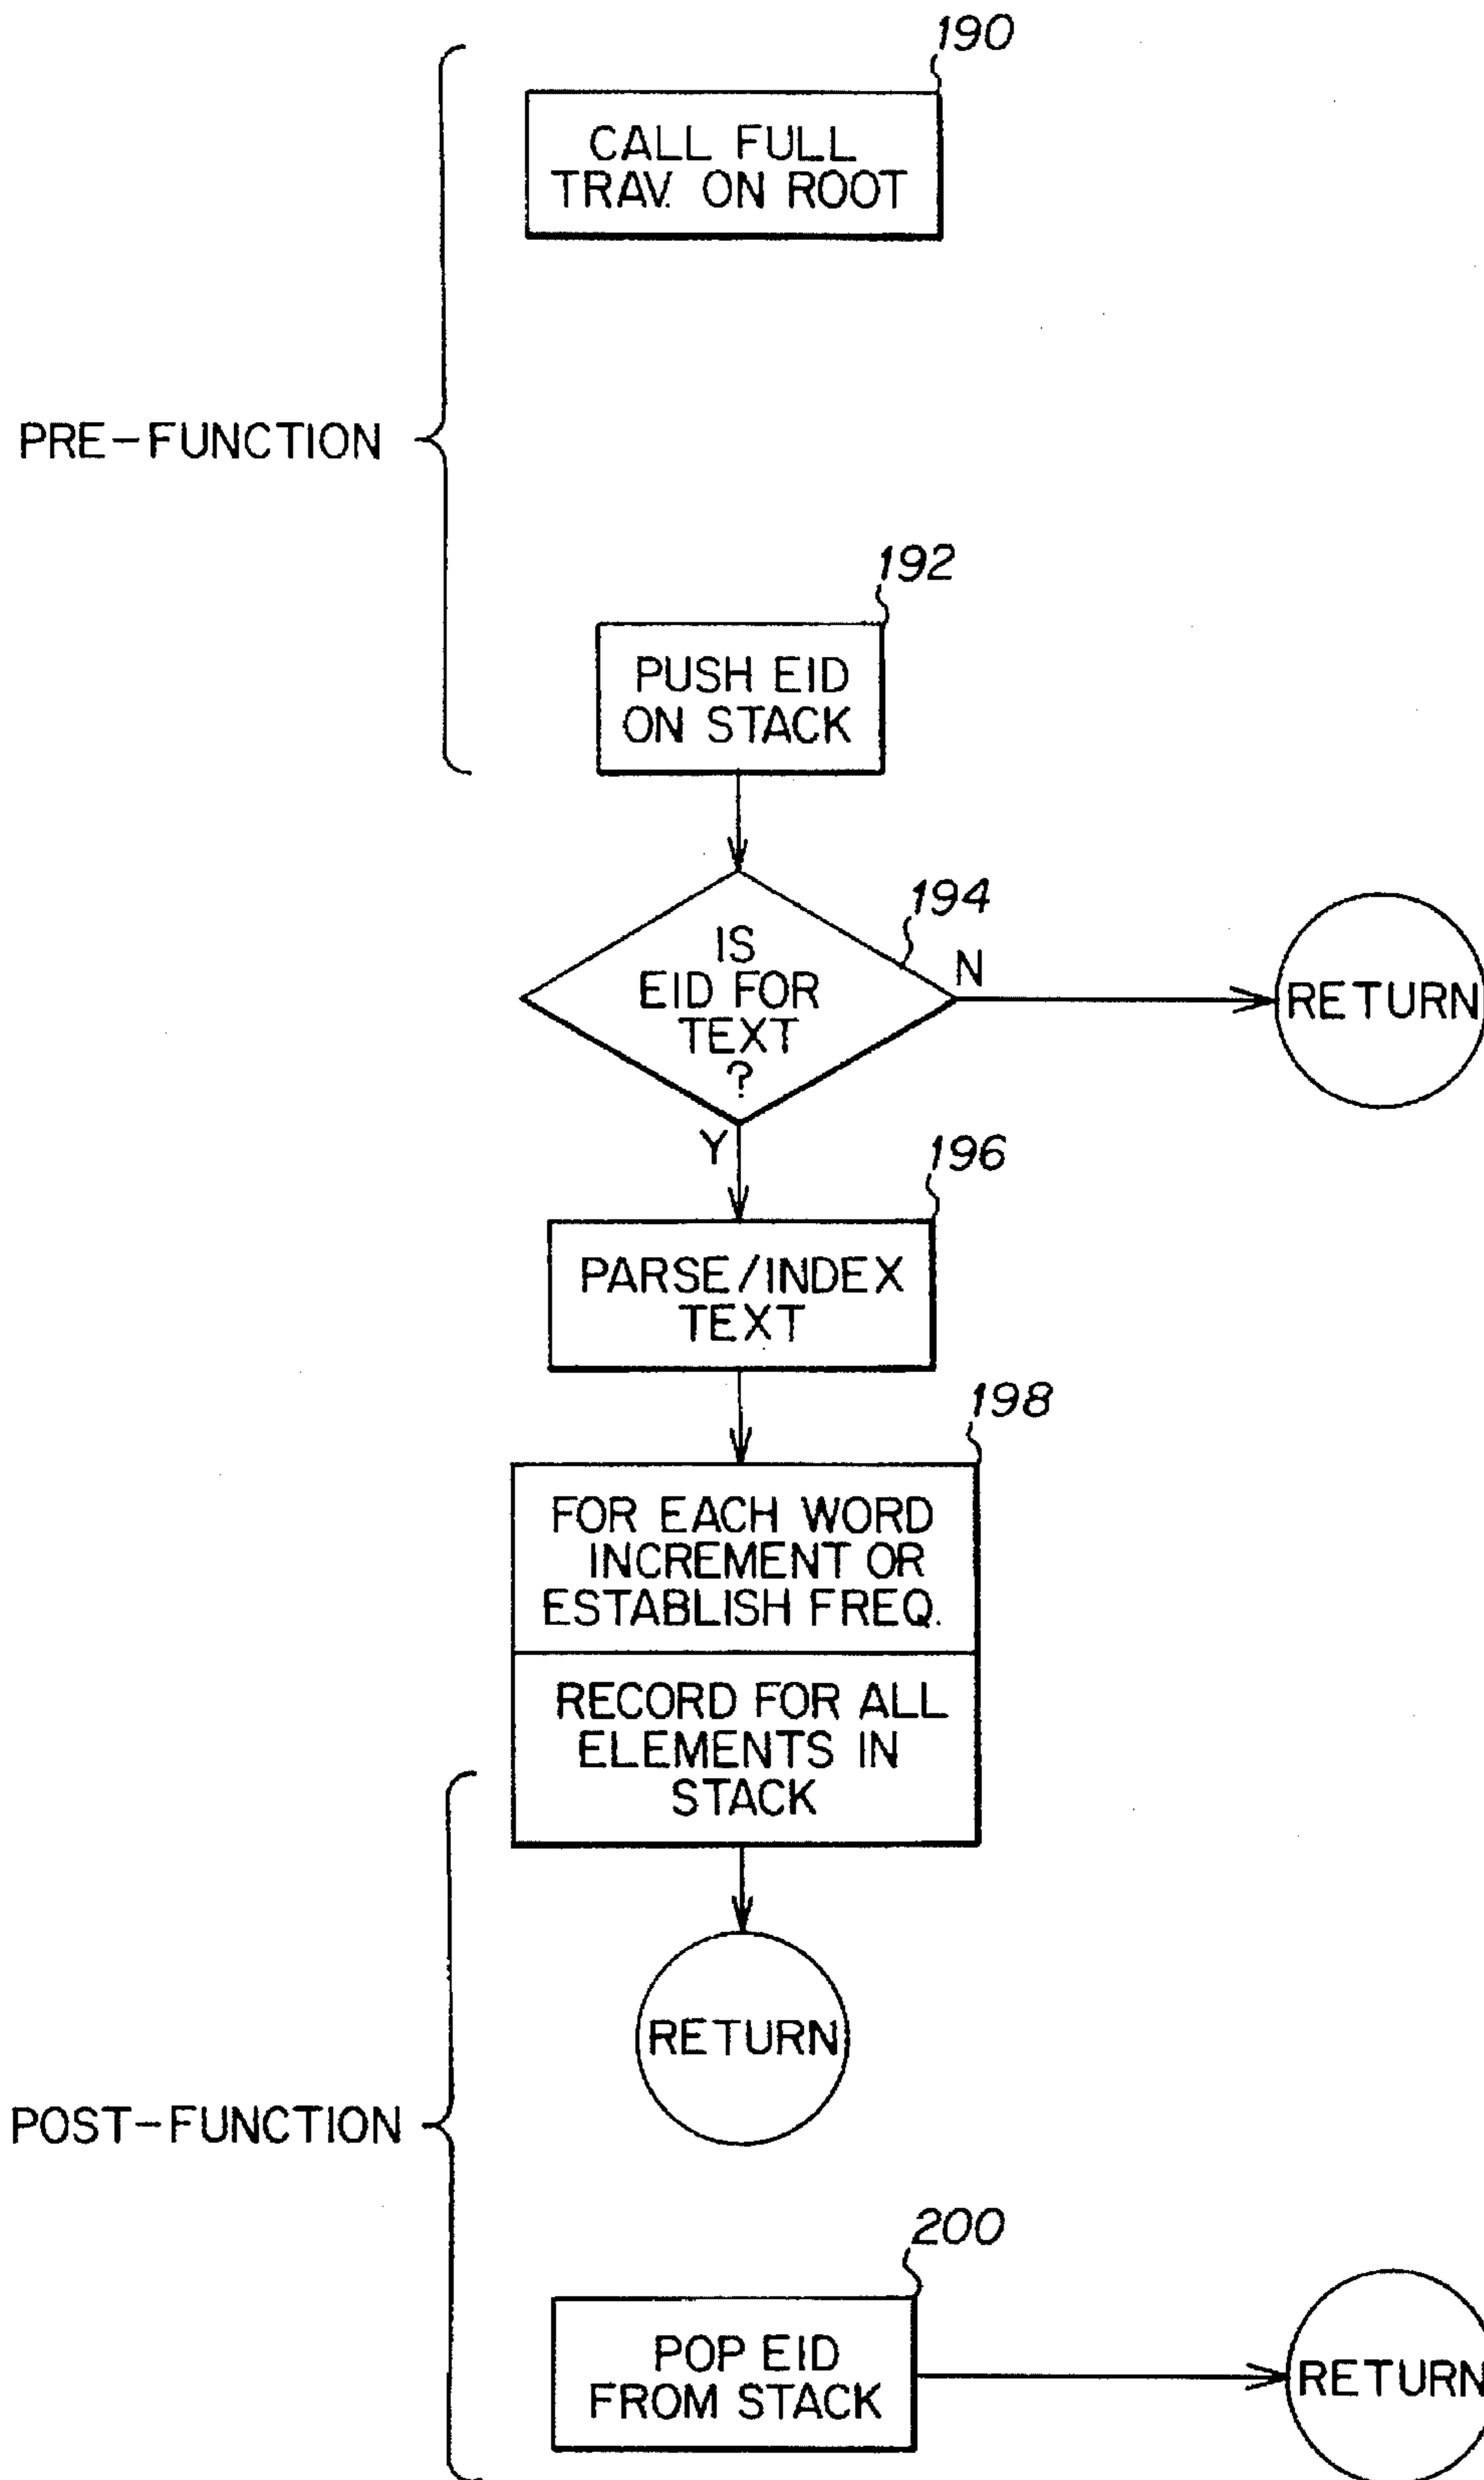 190
CALL FULL
TRAV. ON ROOT
PRE-FUNCTION
192
PUSH EID
ON STACK
194
IS
EID FOR
TEXT
?
N
RETURN
Y
196
PARSE/INDEX
TEXT
198
FOR EACH WORD
INCREMENT OR
ESTABLISH FREQ.
RECORD FOR ALL
ELEMENTS IN
STACK
RETURN
POST-FUNCTION
200
POP EID
FROM STACK
RETURN